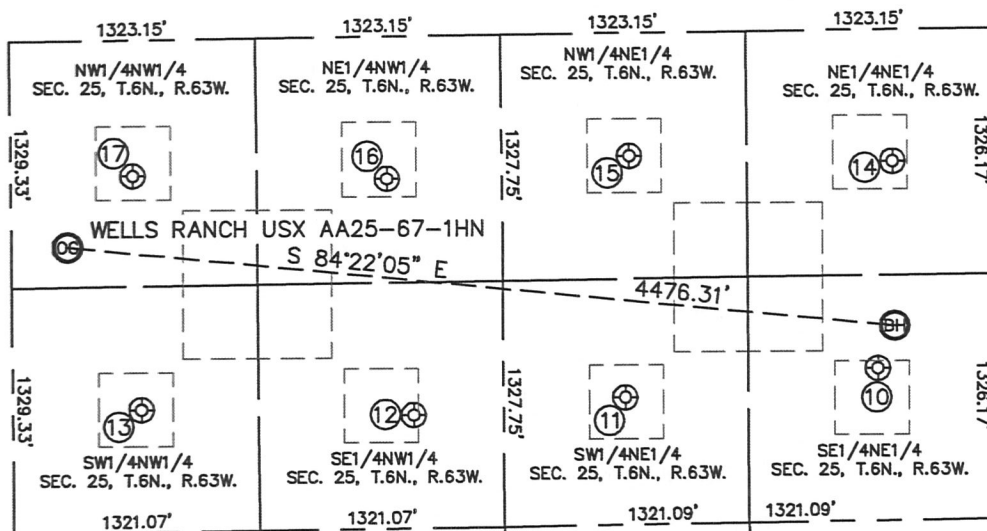 1323.15' 1323.15' 1323.15' 1323.15'
NW1/4NW1/4
SEC. 25, T.6N., R.63W.
NE1/4NW1/4
SEC. 25, T.6N., R.63W.
NW1/4NE1/4
SEC. 25, T.6N., R.63W.
NE1/4NE1/4
SEC. 25, T.6N., R.63W.
1329.33'
17
16
1327.75'
15
14
1326.17'
WELLS RANCH USX AA25-67-1HN
S 84°22'05" E
4476.31'
BH
1329.33'
13
12
1327.75'
11
10
1326.17'
SW1/4NW1/4
SEC. 25, T.6N., R.63W.
SE1/4NW1/4
SEC. 25, T.6N., R.63W.
SW1/4NE1/4
SEC. 25, T.6N., R.63W.
SE1/4NE1/4
SEC. 25, T.6N., R.63W.
1321.07' 1321.07' 1321.09' 1321.09'